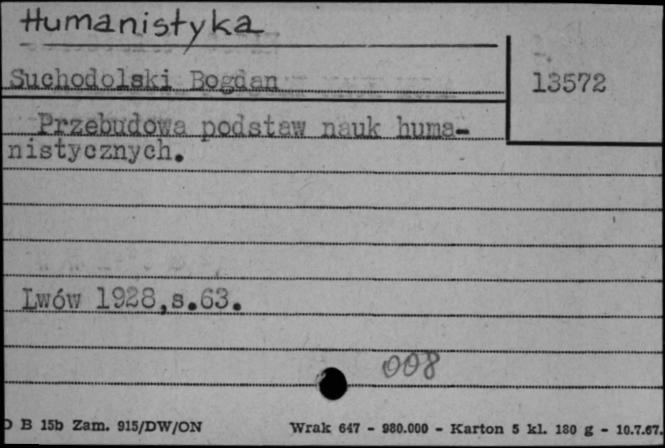 Humanistyka
Suchodolski Bogdan
13572
Przebudowa podstaw nauk huma-
nistycznych.
Lwów 1928,s.63.
008
D B 15b Zam. 915/DW/ON Wrak 647 - 980.000 - Karton 5 kl. 180 g - 10.7.67.